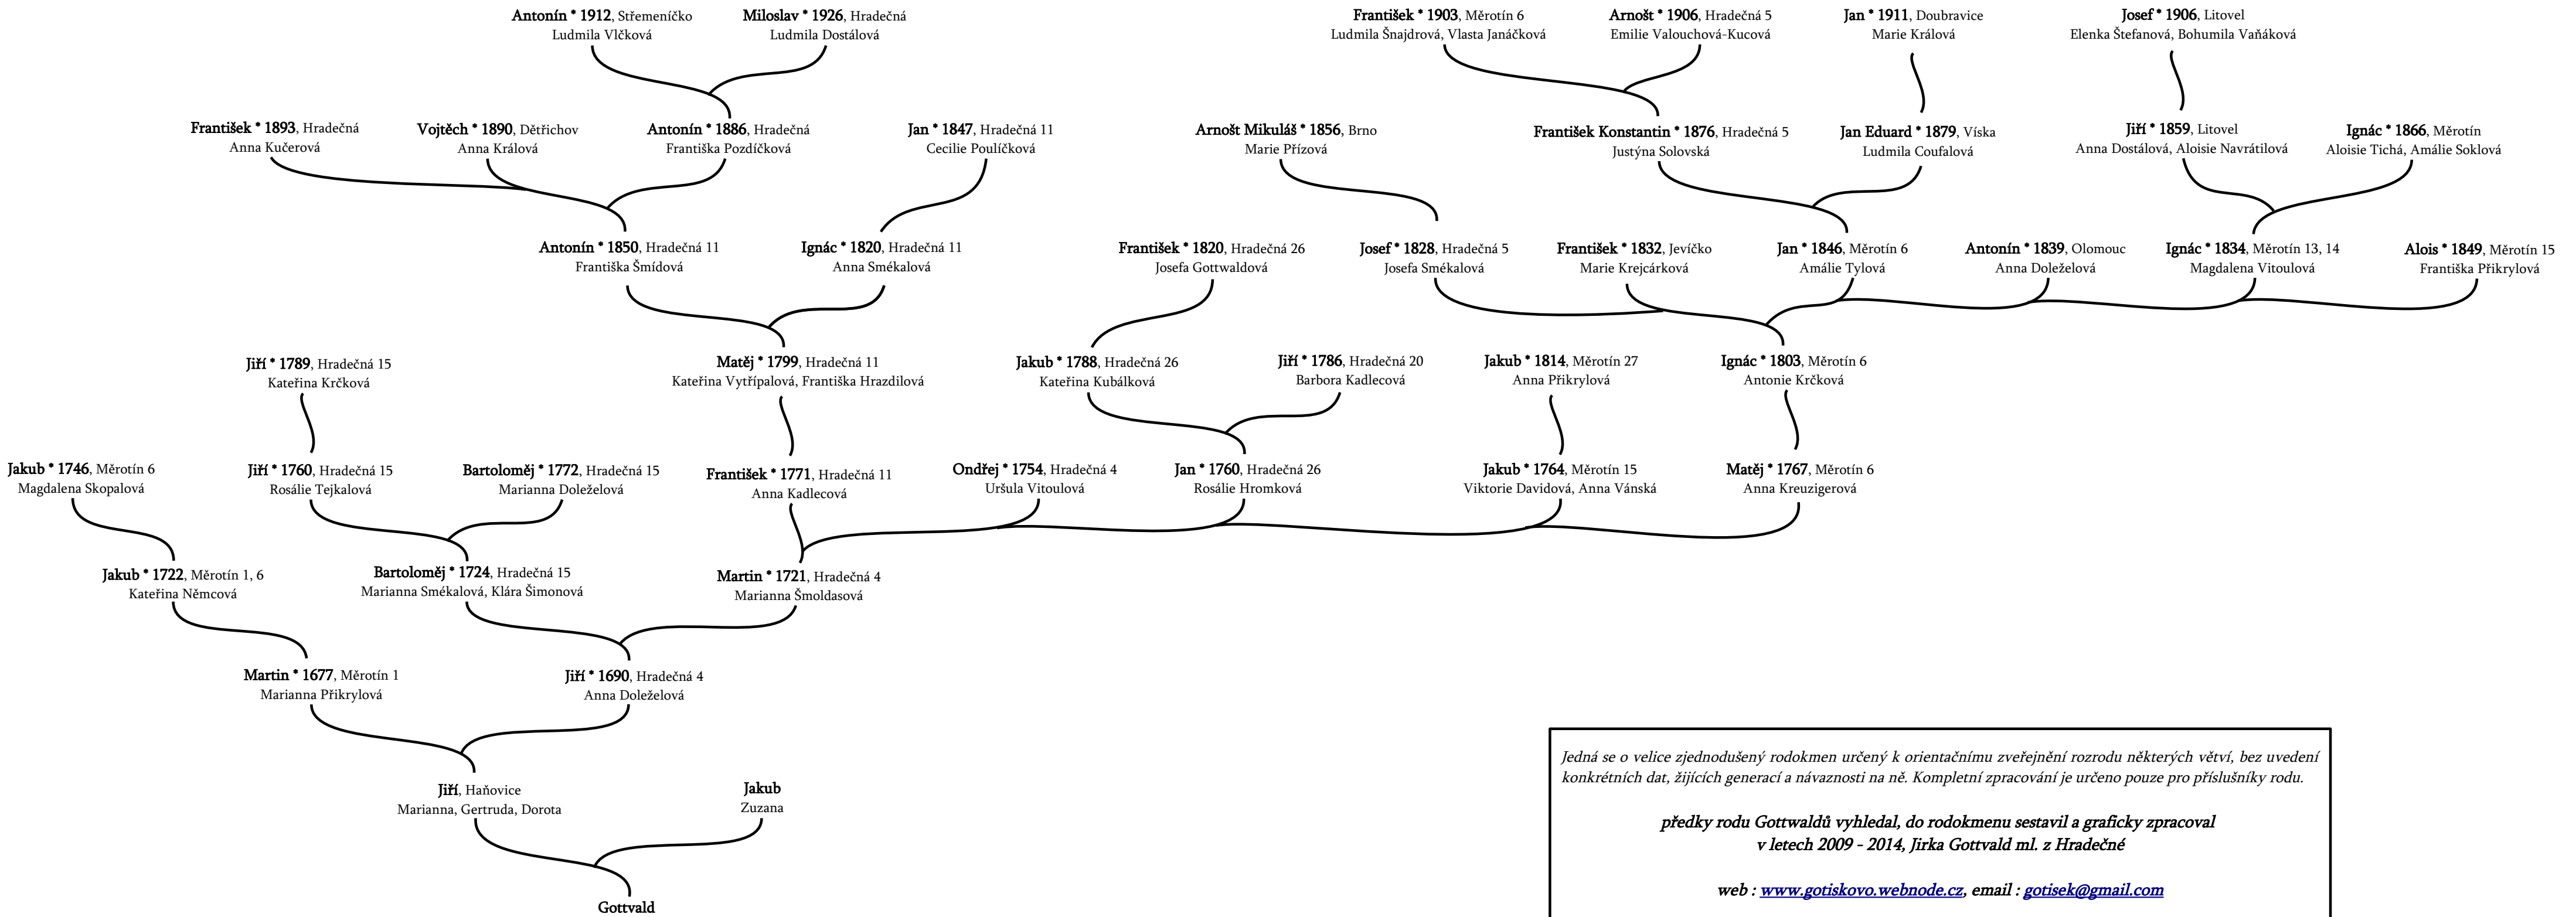 Antonín * 1912, Střemeníčko
Ludmila Vlčková
Miloslav * 1926, Hradečná
Ludmila Dostálová
František * 1903, Měrotín 6
Ludmila Šnajdrová, Vlasta Janáčková
Arnošt * 1906, Hradečná 5
Emilie Valouchová-Kucová
Jan * 1911, Doubravice
Marie Králová
Josef * 1906, Litovel
Elenka Štefanová, Bohumila Vaňáková
František * 1893, Hradečná
Anna Kučerová
Vojtěch * 1890, Dětřichov
Anna Králová
Antonín * 1886, Hradečná
Františka Pozdíčková
Jan * 1847, Hradečná 11
Cecilie Poulíčková
Arnošt Mikuláš * 1856, Brno
Marie Přízová
František Konstantin * 1876, Hradečná 5
Justýna Solovská
Jan Eduard * 1879, Víska
Ludmila Coufalová
Jiří * 1859, Litovel
Anna Dostálová, Aloisie Navrátilová
Ignác * 1866, Měrotín
Aloisie Tichá, Amálie Soklová
Antonín * 1850, Hradečná 11
Františka Šmídová
Ignác * 1820, Hradečná 11
Anna Smékalová
František * 1820, Hradečná 26
Josefa Gottwaldová
Josef * 1828, Hradečná 5
Josefa Smékalová
František * 1832, Jevíčko
Marie Krejcárková
Jan * 1846, Měrotín 6
Amálie Tylová
Antonín * 1839, Olomouc
Anna Doleželová
Ignác * 1834, Měrotín 13, 14
Magdalena Vitoulová
Alois * 1849, Měrotín 15
Františka Přikrylová
Jiří * 1789, Hradečná 15
Kateřina Krčková
Matěj * 1799, Hradečná 11
Kateřina Vytřípalová, Františka Hrazdilová
Jakub * 1788, Hradečná 26
Kateřina Kubálková
Jiří * 1786, Hradečná 20
Barbora Kadlecová
Jakub * 1814, Měrotín 27
Anna Přikrylová
Ignác * 1803, Měrotín 6
Antonie Krčková
Jakub * 1746, Měrotín 6
Magdalena Skopalová
Jiří * 1760, Hradečná 15
Rosálie Tejkalová
Bartoloměj * 1772, Hradečná 15
Marianna Doleželová
František * 1771, Hradečná 11
Anna Kadlecová
Ondřej * 1754, Hradečná 4
Uršula Vitoulová
Jan * 1760, Hradečná 26
Rosálie Hromková
Jakub * 1764, Měrotín 15
Viktorie Davidová, Anna Vánská
Matěj * 1767, Měrotín 6
Anna Kreuzigerová
Jakub * 1722, Měrotín 1, 6
Kateřina Němcová
Bartoloměj * 1724, Hradečná 15
Marianna Smékalová, Klára Šimonová
Martin * 1721, Hradečná 4
Marianna Šmoldasová
Martin * 1677, Měrotín 1
Marianna Přikrylová
Jiří * 1690, Hradečná 4
Anna Doleželová
Jiří, Haňovice
Marianna, Gertruda, Dorota
Jakub
Zuzana
Gottvald
Jedná se o velice zjednodušený rodokmen určený k orientačnímu zveřejnění rozrodu některých větví, bez uvedení
konkrétních dat, žijících generací a návaznosti na ně. Kompletní zpracování je určeno pouze pro příslušníky rodu.
předky rodu Gottwaldů vyhledal, do rodokmenu sestavil a graficky zpracoval
v letech 2009 - 2014, Jirka Gottvald ml. z Hradečné
web : www.gotiskovo.webnode.cz, email : gotisek@gmail.com